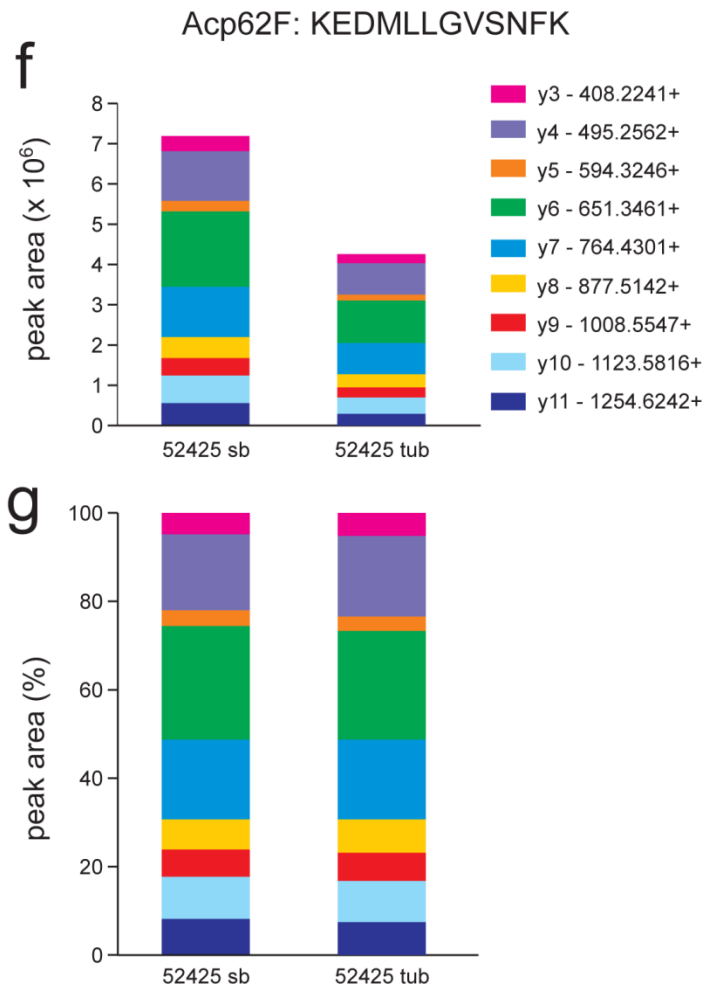 Acp62F: KEDMLLGVSNFK
f
peak area (x 10⁶)
8
7
6
5
4
3
2
1
0
52425 sb
52425 tub
y3 - 408.2241+
y4 - 495.2562+
y5 - 594.3246+
y6 - 651.3461+
y7 - 764.4301+
y8 - 877.5142+
y9 - 1008.5547+
y10 - 1123.5816+
y11 - 1254.6242+
g
peak area (%)
100
80
60
40
20
0
52425 sb
52425 tub